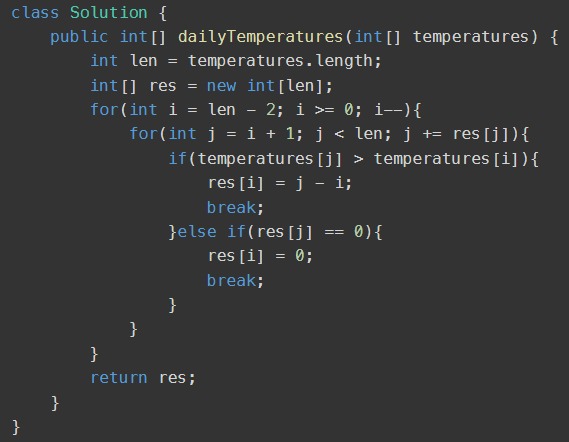 class Solution {
    public int[] dailyTemperatures(int[] temperatures) {
        int len = temperatures.length;
        int[] res = new int[len];
        for(int i = len - 2; i >= 0; i--){
            for(int j = i + 1; j < len; j += res[j]){
                if(temperatures[j] > temperatures[i]){
                    res[i] = j - i;
                    break;
                }else if(res[j] == 0){
                    res[i] = 0;
                    break;
                }
            }
        }
        return res;
    }
}